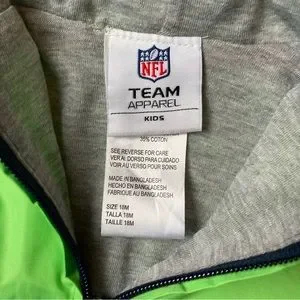 NFL
TEAM
APPAREL
KIDS
35% COTON
SEE REVERSE FOR CARE
VER AL DORSO PARA CUIDADO
VOIR AU VERSO POUR SOINS
MADE IN BANGLADESH
HECHO EN BANGLADESH
FABRIQUE AU BANGLADESH
SIZE 18M
TALLA 18M
TAILLE 18M